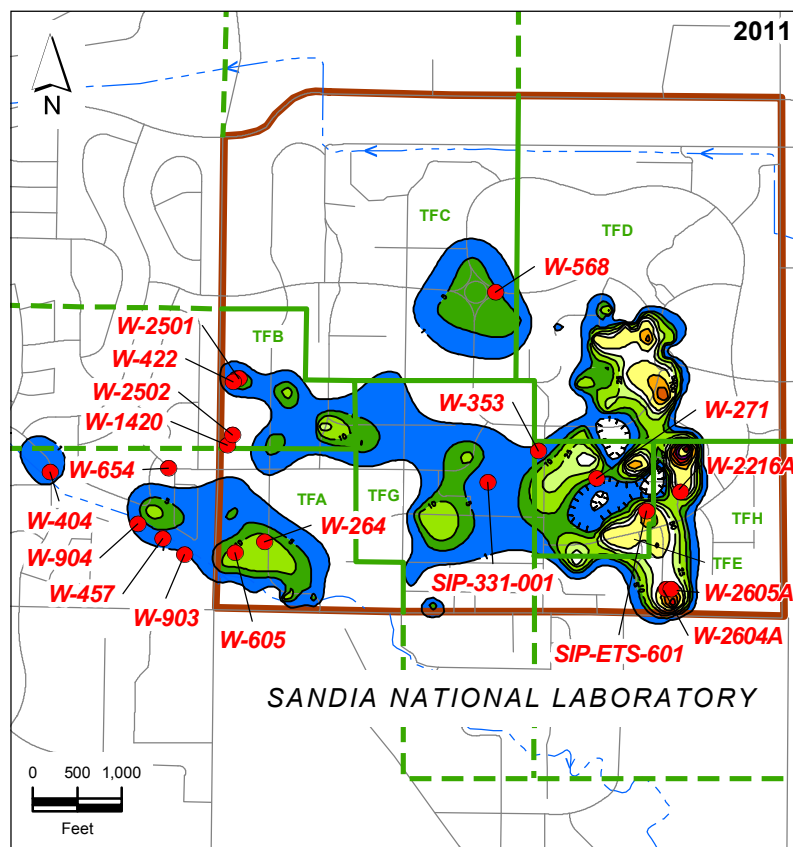 2011
N
TFC
TFD
W-568
W-2501
TFB
W-422
W-2502
W-353
W-271
W-1420
W-654
W-2216A
TFA
TFG
W-404
W-264
TFH
W-904
TFE
W-457
SIP-331-001
W-2605A
W-903
W-605
SIP-ETS-601
W-2604A
SANDIA NATIONAL LABORATORY
0 500 1,000
Feet